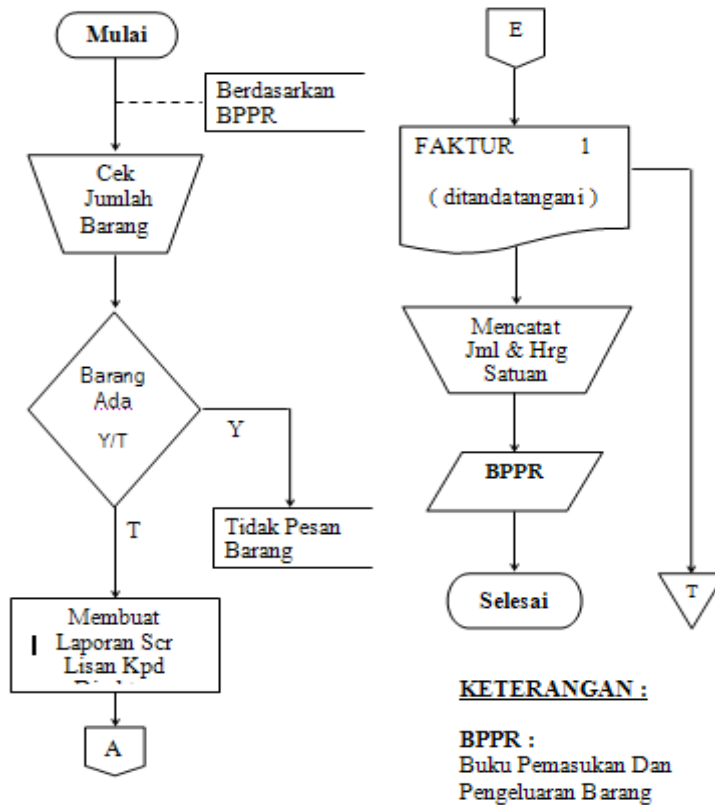 Mulai
Berdasarkan
BPPR
Cek
Jumlah
Barang
Barang
Ada
Y/T
Y
T
Tidak Pesan
Barang
Membuat
Laporan Scr
Lisan Kpd
A
E
FAKTUR 1
( ditandatangani )
Mencatat
Jml & Hrg
Satuan
BPPR
Selesai
T
KETERANGAN :
BPPR :
Buku Pemasukan Dan
Pengeluaran Barang